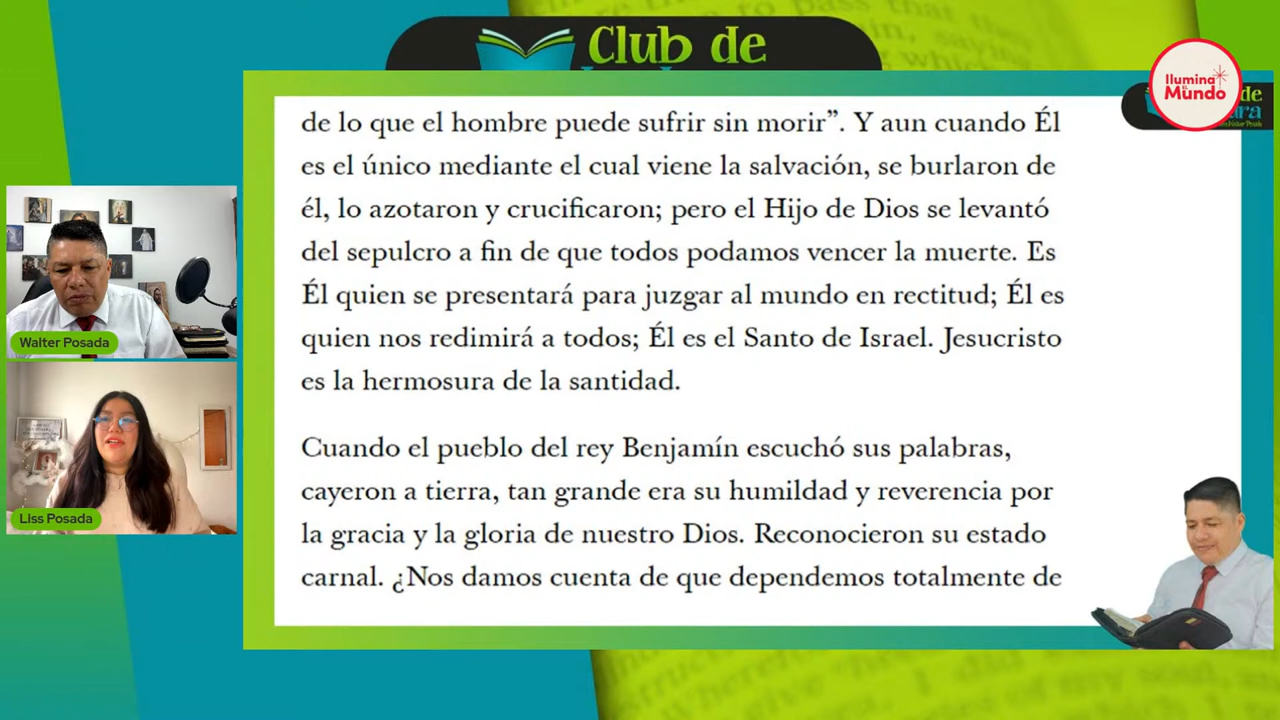 Club de
Ilumina
EL
Mundo
de
ura
de lo que el hombre puede sufrir sin morir”. Y aun cuando Él
es el único mediante el cual viene la salvación, se burlaron de
él, lo azotaron y crucificaron; pero el Hijo de Dios se levantó
del sepulcro a fin de que todos podamos vencer la muerte. Es
Él quien se presentará para juzgar al mundo en rectitud; Él es
quien nos redimirá a todos; Él es el Santo de Israel. Jesucristo
es la hermosura de la santidad.
Cuando el pueblo del rey Benjamín escuchó sus palabras,
cayeron a tierra, tan grande era su humildad y reverencia por
la gracia y la gloria de nuestro Dios. Reconocieron su estado
carnal. ¿Nos damos cuenta de que dependemos totalmente de
Walter Posada
Liss Posada